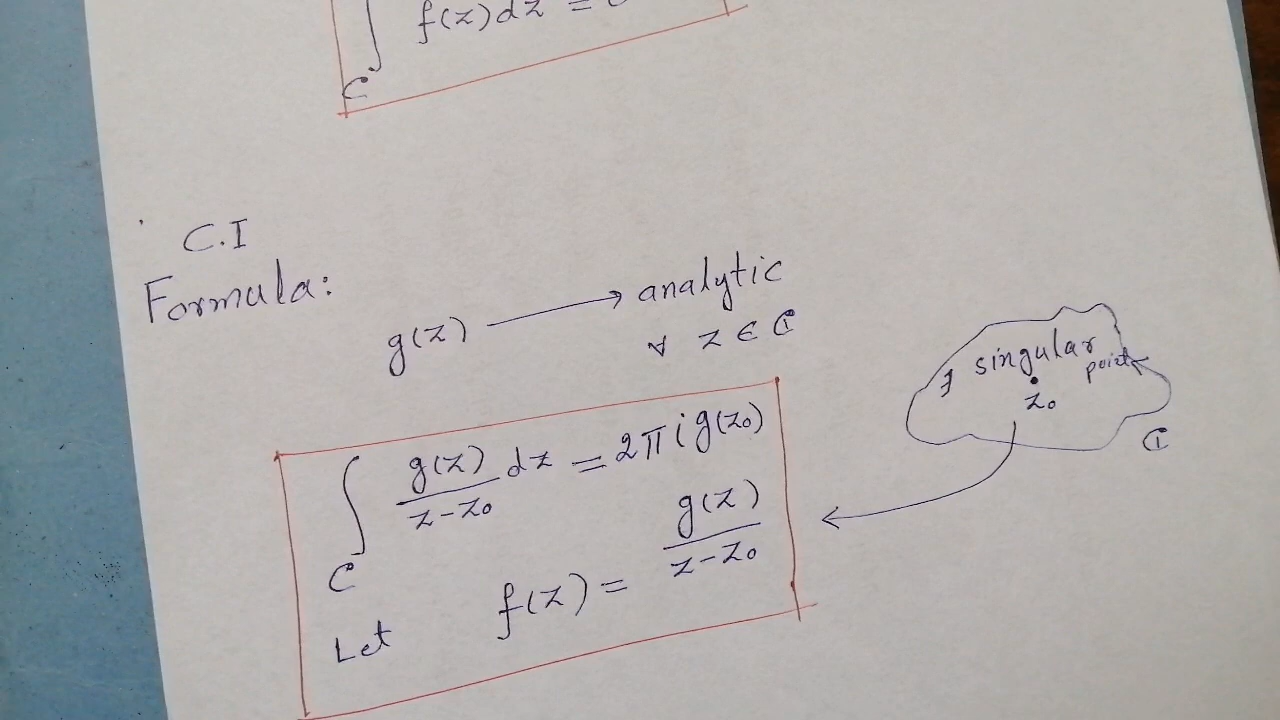 ∫ f(z)dz =
C
C.I
Formula:
g(z) ⟶ analytic
∀ z ∈ C
∃ singular point
z₀
C
∫ g(z)/(z-z₀) dz = 2πi g(z₀)
C
Let f(z) = g(z)/(z-z₀)